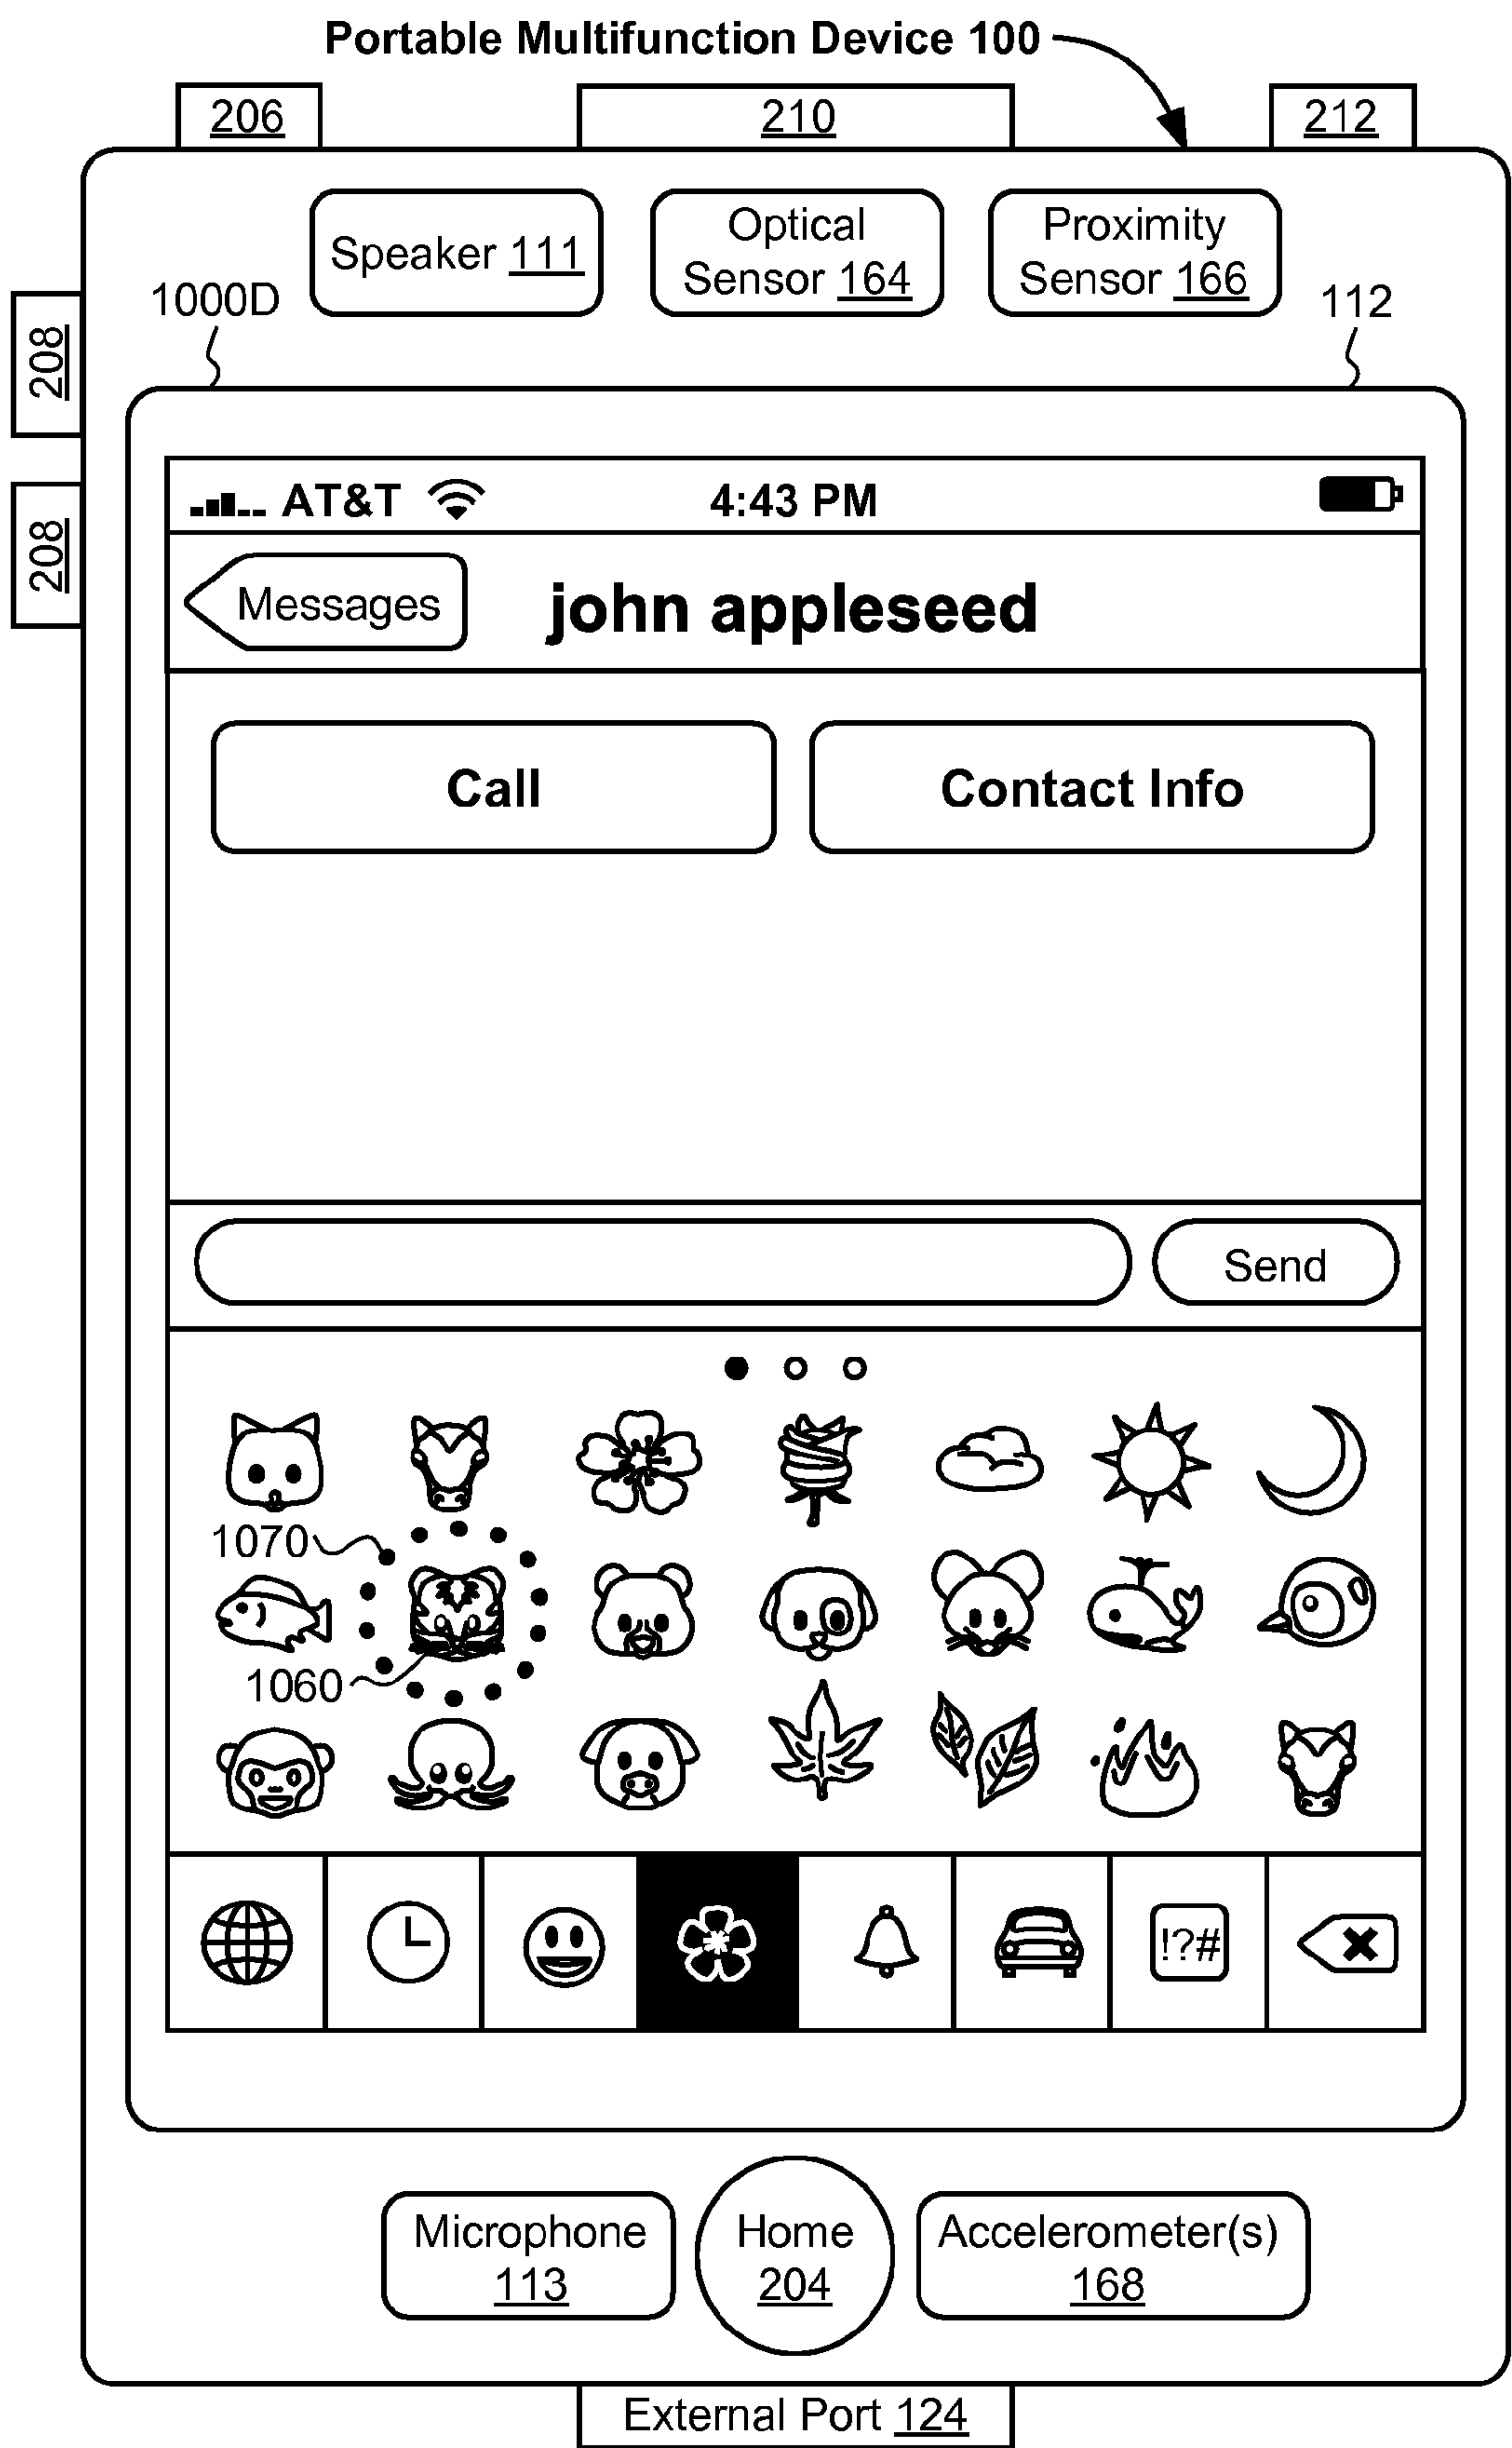 Portable Multifunction Device 100
206
210
212
Speaker 111
Optical
Sensor 164
Proximity
Sensor 166
208
208
1000D
112
AT&T
4:43 PM
Messages
john appleseed
Call
Contact Info
Send
1070
1060
!?#
Microphone
113
Home
204
Accelerometer(s)
168
External Port 124